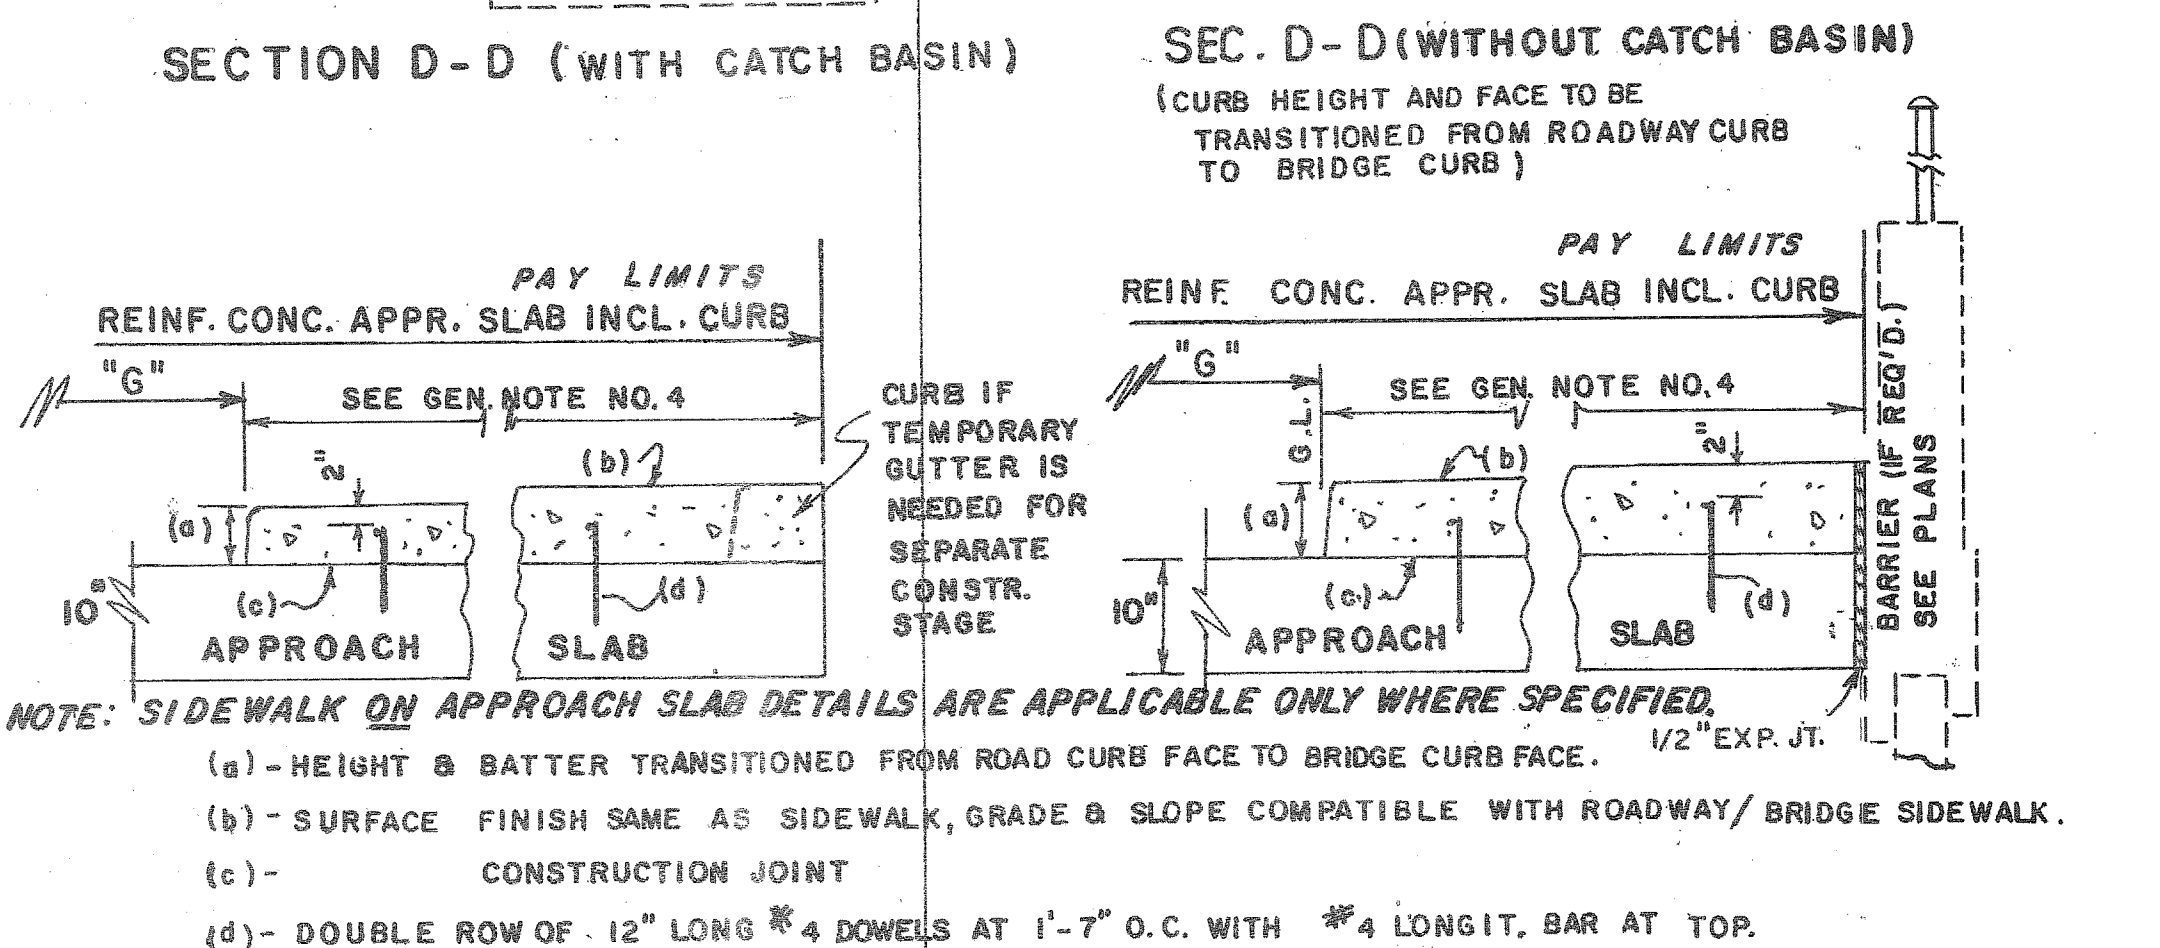 SECTION D-D (WITH CATCH BASIN)
PAY LIMITS
REINF. CONC. APPR. SLAB INCL. CURB
"G"
SEE GEN. NOTE NO. 4
CURB IF
TEMPORARY
GUTTER IS
NEEDED FOR
SEPARATE
CONSTR.
STAGE
2"
(b)
(a)
(c)
(d)
10"
APPROACH SLAB
SEC. D-D (WITHOUT CATCH BASIN)
(CURB HEIGHT AND FACE TO BE
TRANSITIONED FROM ROADWAY CURB
TO BRIDGE CURB)
PAY LIMITS
REINF. CONC. APPR. SLAB INCL. CURB
"G"
G.L.
SEE GEN. NOTE NO. 4
2"
(b)
(a)
(c)
(d)
10"
APPROACH SLAB
BARRIER (IF REQ'D.)
SEE PLANS
1/2" EXP. JT.
NOTE: SIDEWALK ON APPROACH SLAB DETAILS ARE APPLICABLE ONLY WHERE SPECIFIED.
(a)- HEIGHT & BATTER TRANSITIONED FROM ROAD CURB FACE TO BRIDGE CURB FACE.
(b)- SURFACE FINISH SAME AS SIDEWALK, GRADE & SLOPE COMPATIBLE WITH ROADWAY/ BRIDGE SIDEWALK.
(c)- CONSTRUCTION JOINT
(d)- DOUBLE ROW OF 12" LONG #4 DOWELS AT 1'-7" O.C. WITH #4 LONGIT. BAR AT TOP.